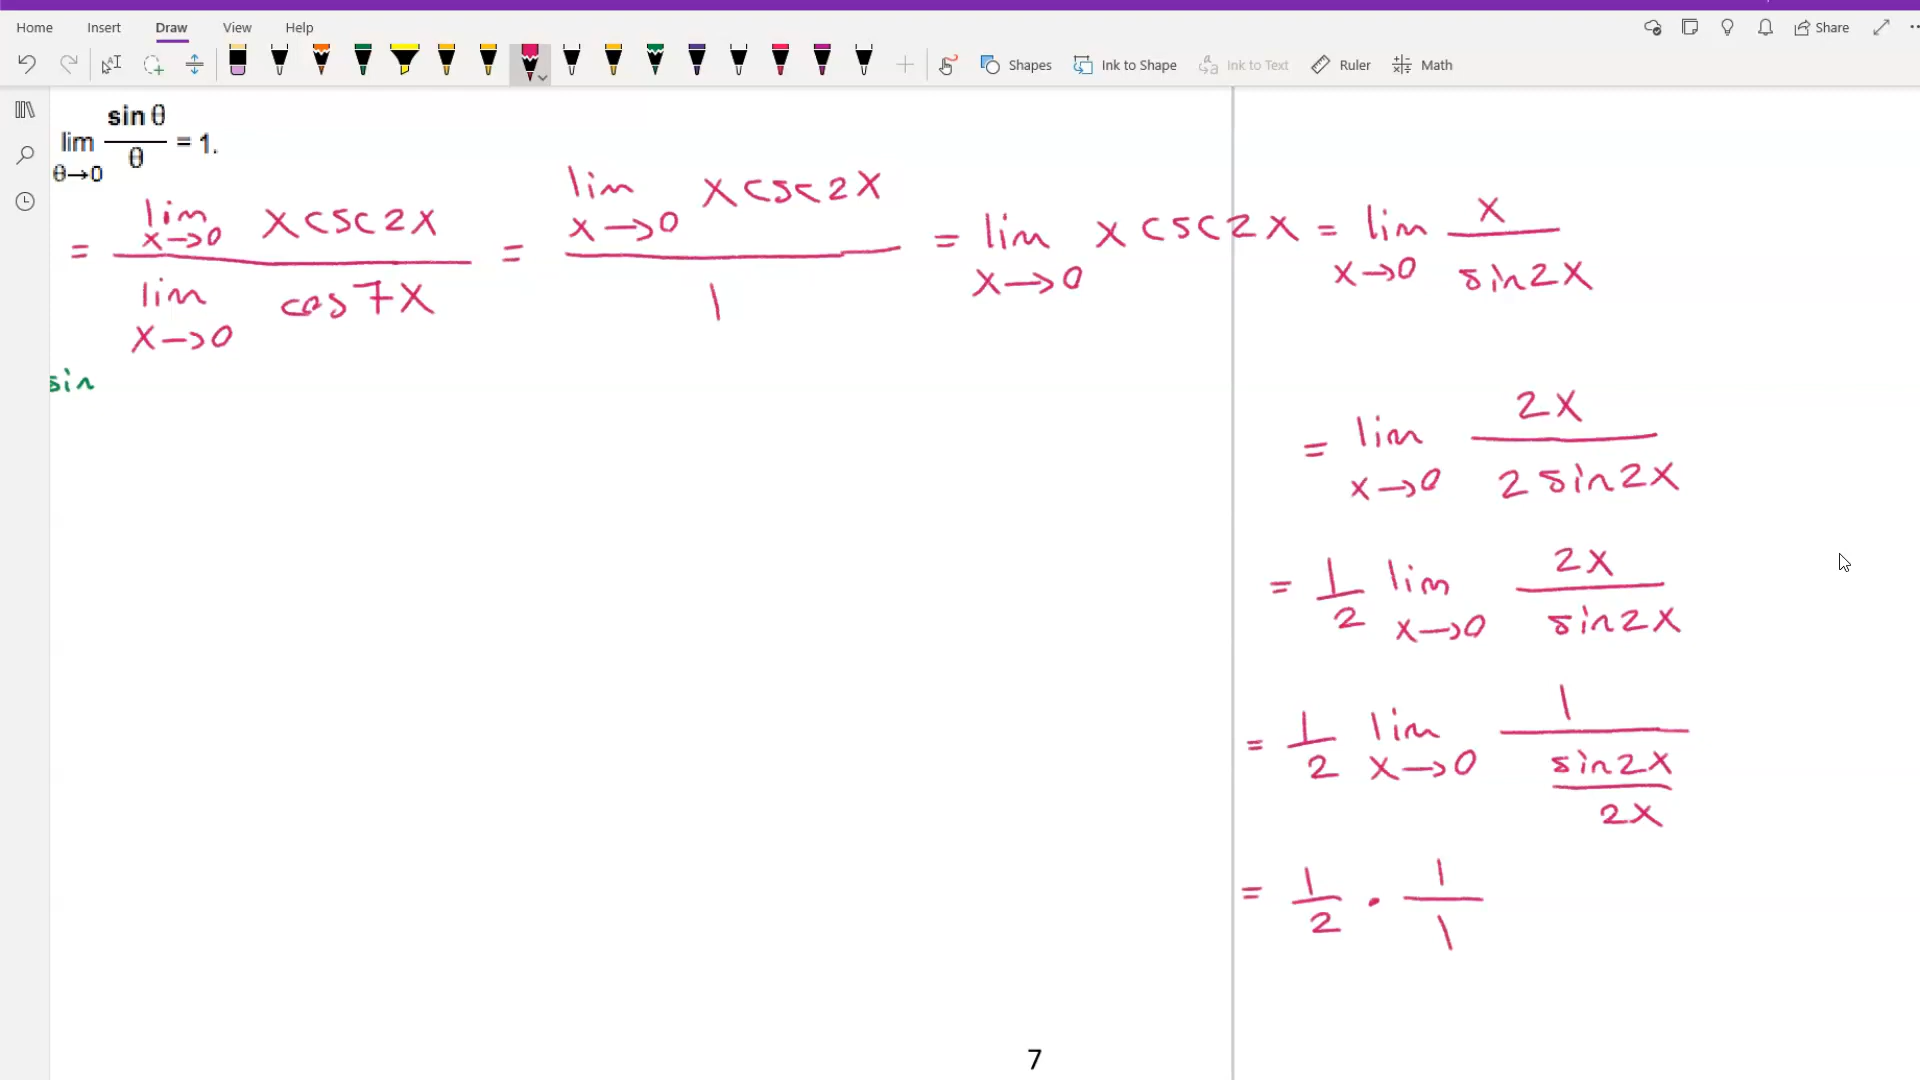 Home Insert Draw View Help Share
Shapes Ink to Shape Ink to Text Ruler Math
lim θ→0 sin θ / θ = 1.
= lim x→0 x csc 2x / lim x→0 cos 7x = lim x→0 x csc 2x / 1 = lim x→0 x csc 2x = lim x→0 x / sin 2x
sin
= lim x→0 2x / 2 sin 2x
= 1/2 lim x→0 2x / sin 2x
= 1/2 lim x→0 1 / sin 2x / 2x
= 1/2 · 1/1
7